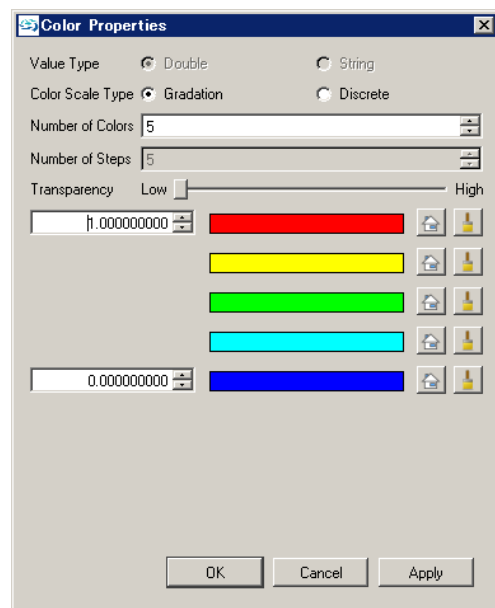 Color Properties
Value Type Double String
Color Scale Type Gradation Discrete
Number of Colors 5
Number of Steps 5
Transparency Low High
1.000000000
0.000000000
OK Cancel Apply